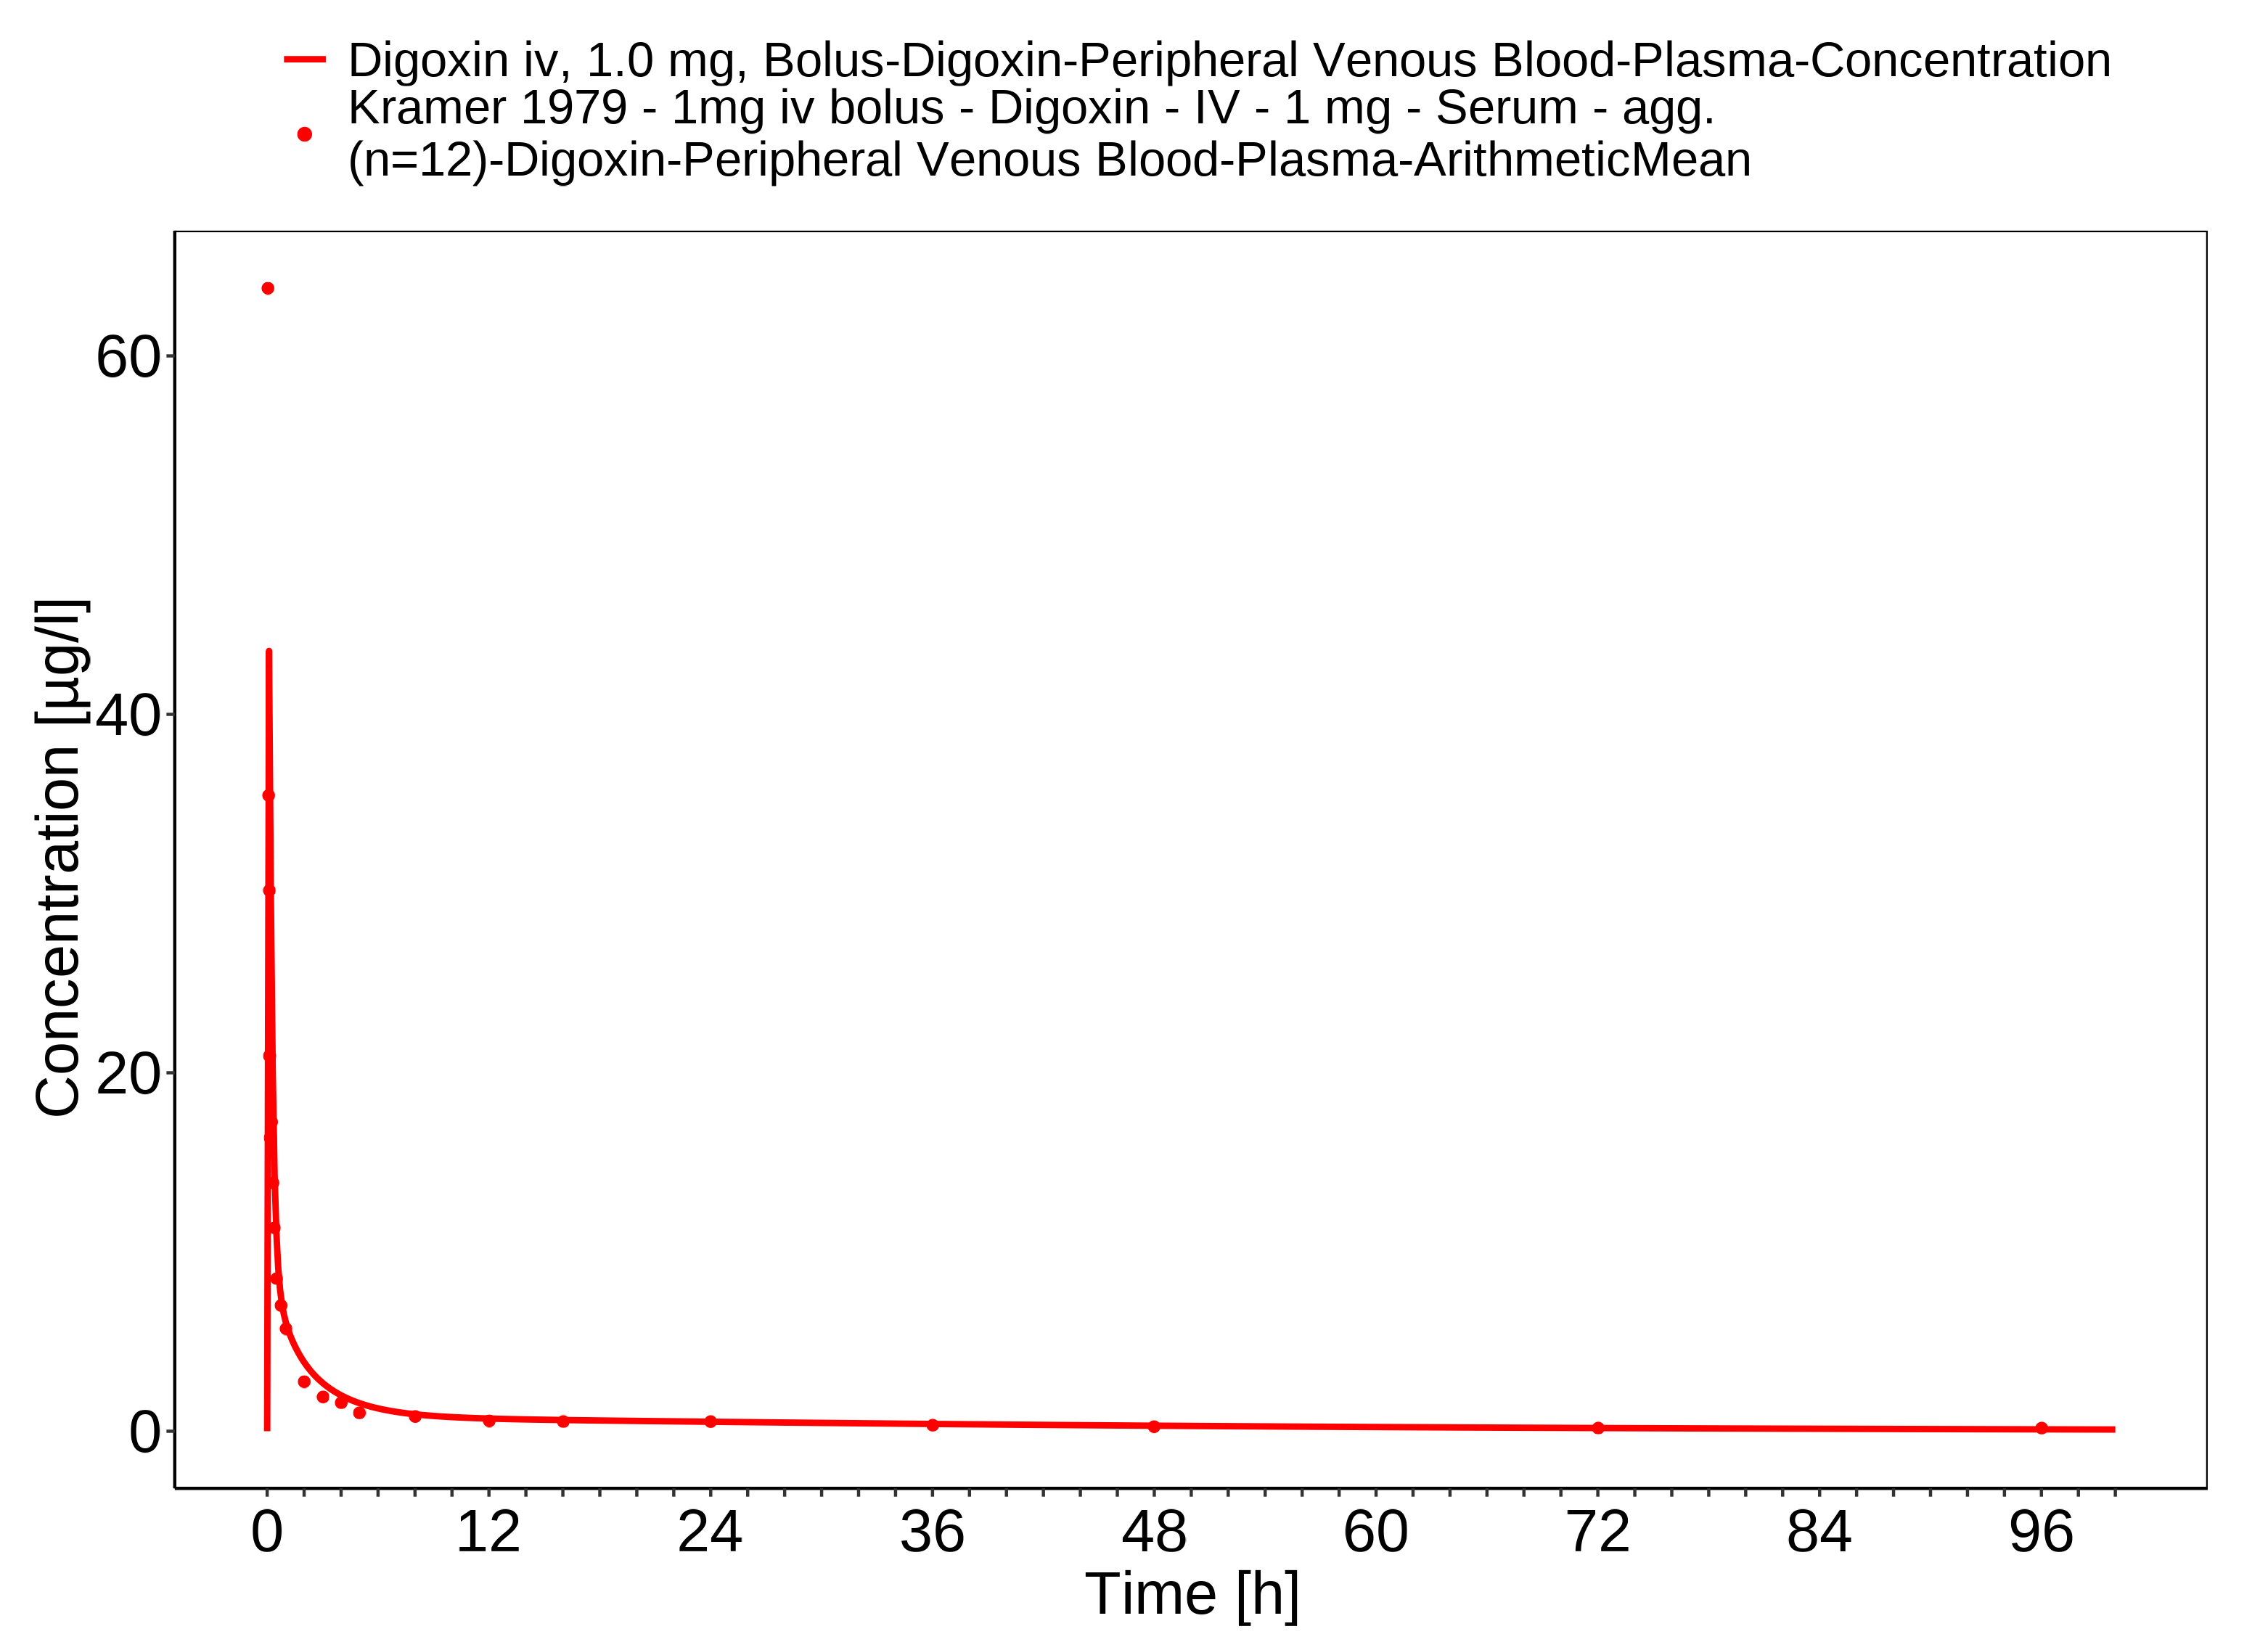 Digoxin iv, 1.0 mg, Bolus-Digoxin-Peripheral Venous Blood-Plasma-Concentration
Kramer 1979 - 1mg iv bolus - Digoxin - IV - 1 mg - Serum - agg.
(n=12)-Digoxin-Peripheral Venous Blood-Plasma-ArithmeticMean
60
40
20
0
Concentration [µg/l]
0 12 24 36 48 60 72 84 96
Time [h]